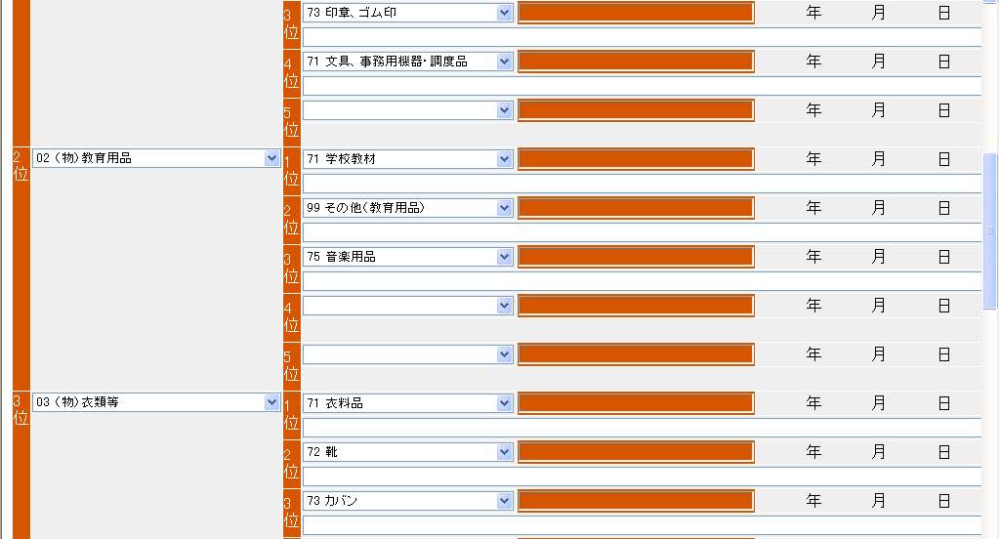 3位 73 印章、ゴム印 年 月 日
4位 71 文具、事務用機器・調度品 年 月 日
5位 年 月 日
2位 02 （物）教育用品 1位 71 学校教材 年 月 日
2位 99 その他（教育用品） 年 月 日
3位 75 音楽用品 年 月 日
4位 年 月 日
5位 年 月 日
3位 03 （物）衣類等 1位 71 衣料品 年 月 日
2位 72 靴 年 月 日
3位 73 カバン 年 月 日